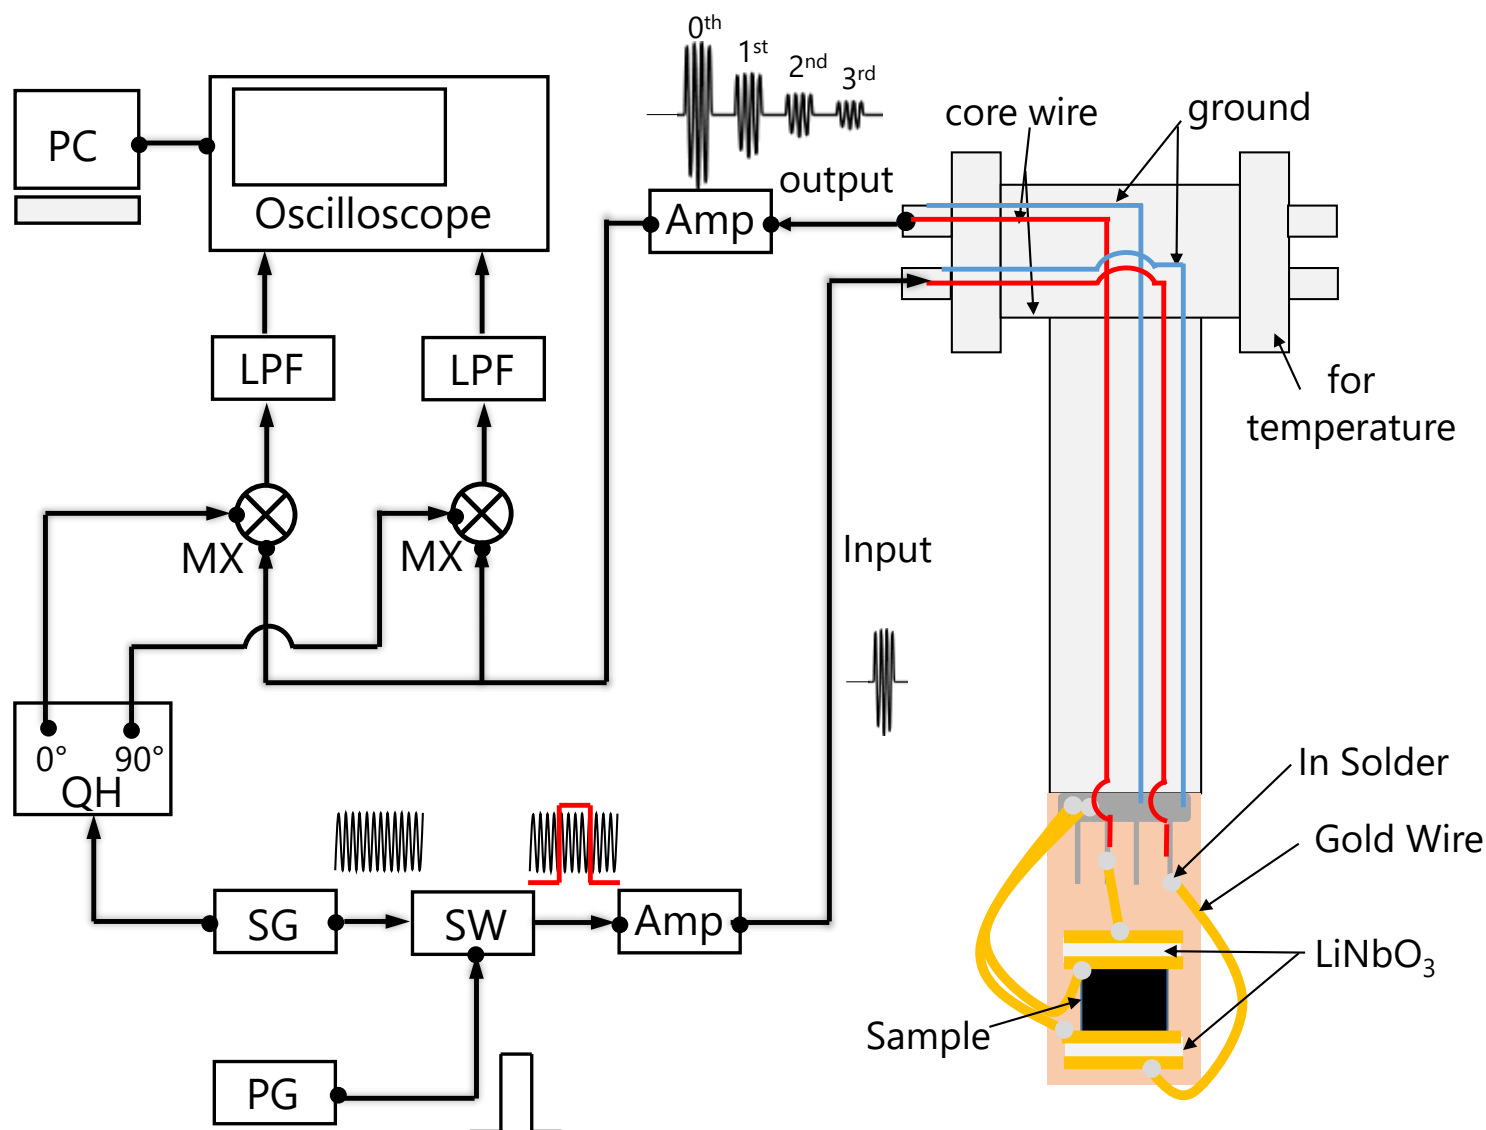 0th
1st
2nd
3rd
core wire
ground
PC
Oscilloscope
Amp
output
LPF
LPF
for
temperature
MX
MX
Input
0°
90°
QH
In Solder
Gold Wire
SG
SW
Amp
LiNbO3
Sample
PG